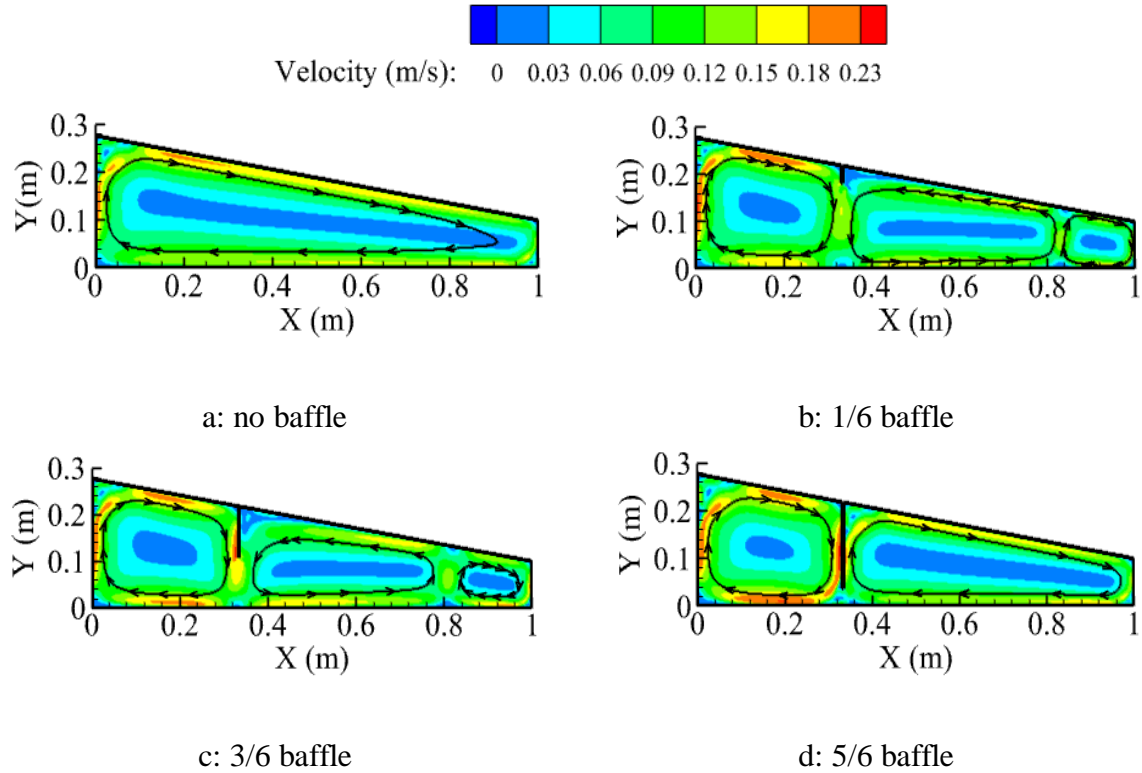 Velocity (m/s): 0 0.03 0.06 0.09 0.12 0.15 0.18 0.23
0.3
0.2
0.1
0
Y(m)
0 0.2 0.4 0.6 0.8 1
X (m)
a: no baffle
0.3
0.2
0.1
0
Y (m)
0 0.2 0.4 0.6 0.8 1
X (m)
b: 1/6 baffle
0.3
0.2
0.1
0
Y (m)
0 0.2 0.4 0.6 0.8 1
X (m)
c: 3/6 baffle
0.3
0.2
0.1
0
Y (m)
0 0.2 0.4 0.6 0.8 1
X (m)
d: 5/6 baffle